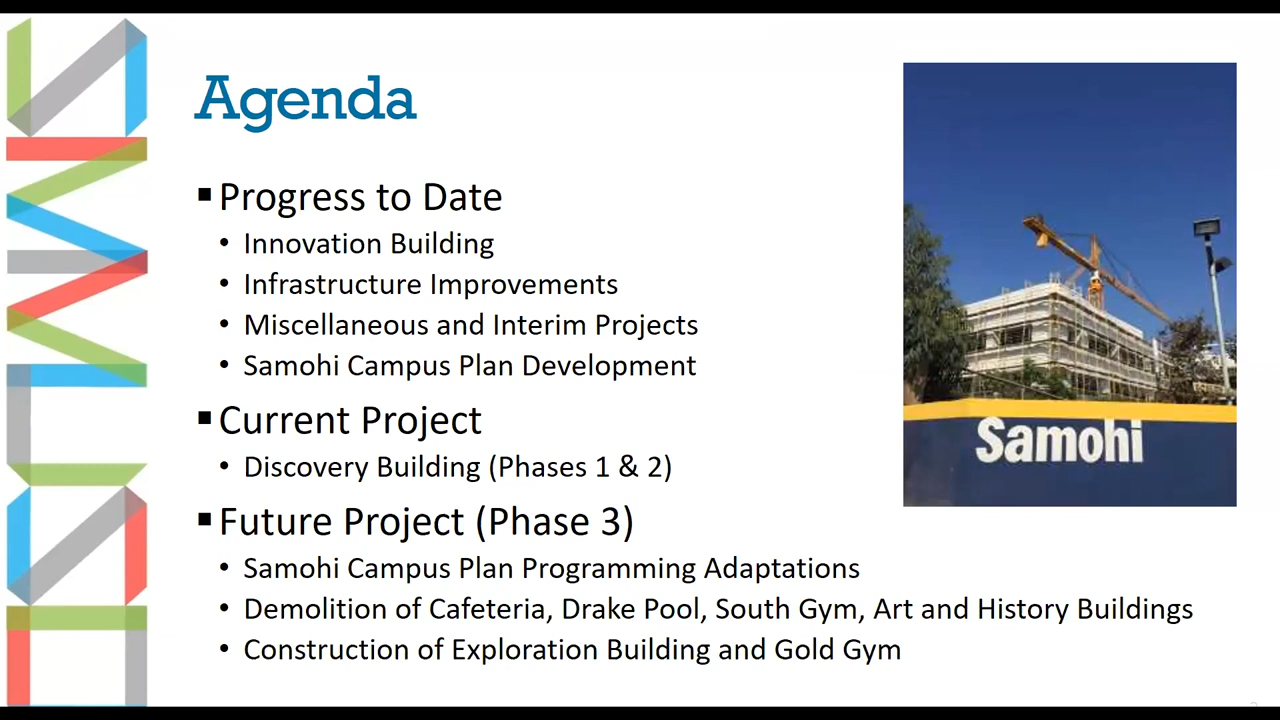 Agenda
▪ Progress to Date
• Innovation Building
• Infrastructure Improvements
• Miscellaneous and Interim Projects
• Samohi Campus Plan Development
▪ Current Project
• Discovery Building (Phases 1 & 2)
▪ Future Project (Phase 3)
• Samohi Campus Plan Programming Adaptations
• Demolition of Cafeteria, Drake Pool, South Gym, Art and History Buildings
• Construction of Exploration Building and Gold Gym
Samohi